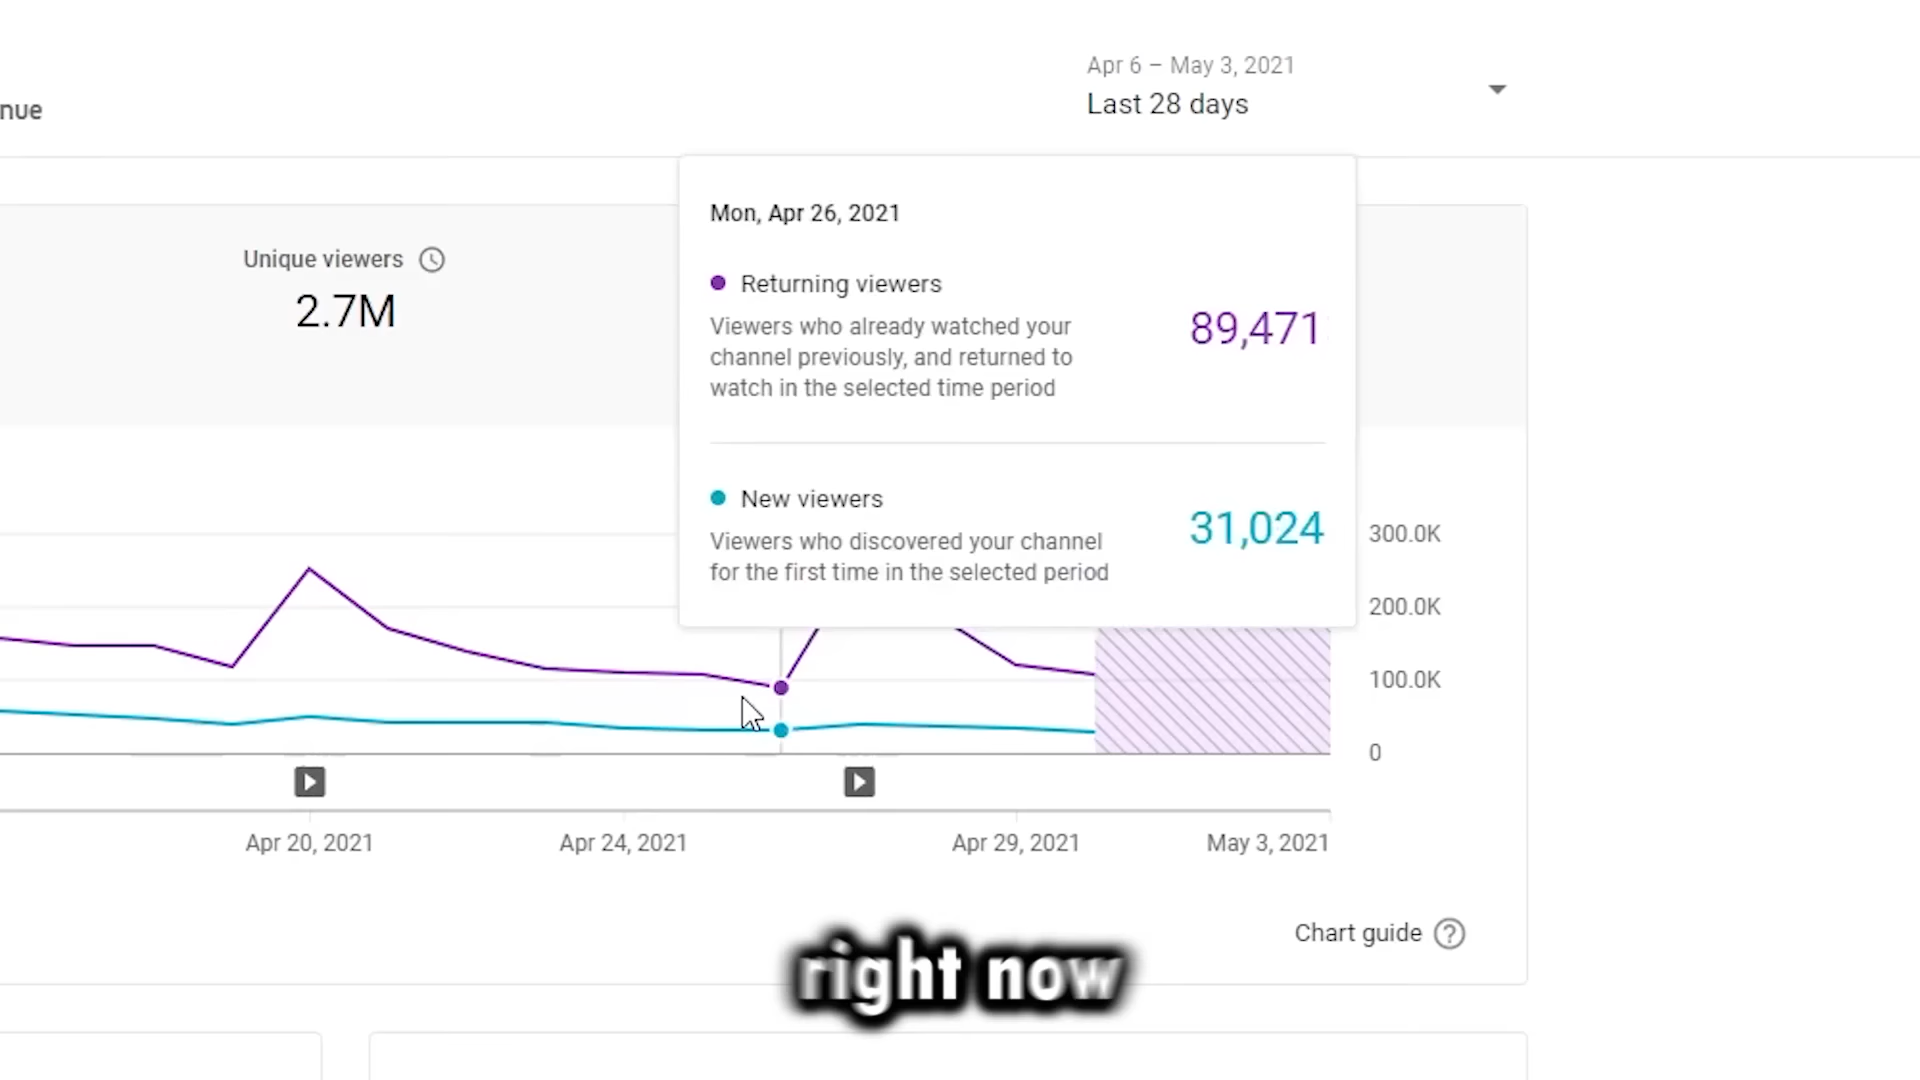 Apr 6 – May 3, 2021
nue
Last 28 days
Mon, Apr 26, 2021
Unique viewers
2.7M
Returning viewers
Viewers who already watched your
channel previously, and returned to
watch in the selected time period
89,471
New viewers
Viewers who discovered your channel
for the first time in the selected period
31,024
300.0K
200.0K
100.0K
0
Apr 20, 2021
Apr 24, 2021
Apr 29, 2021
May 3, 2021
Chart guide ?
right now